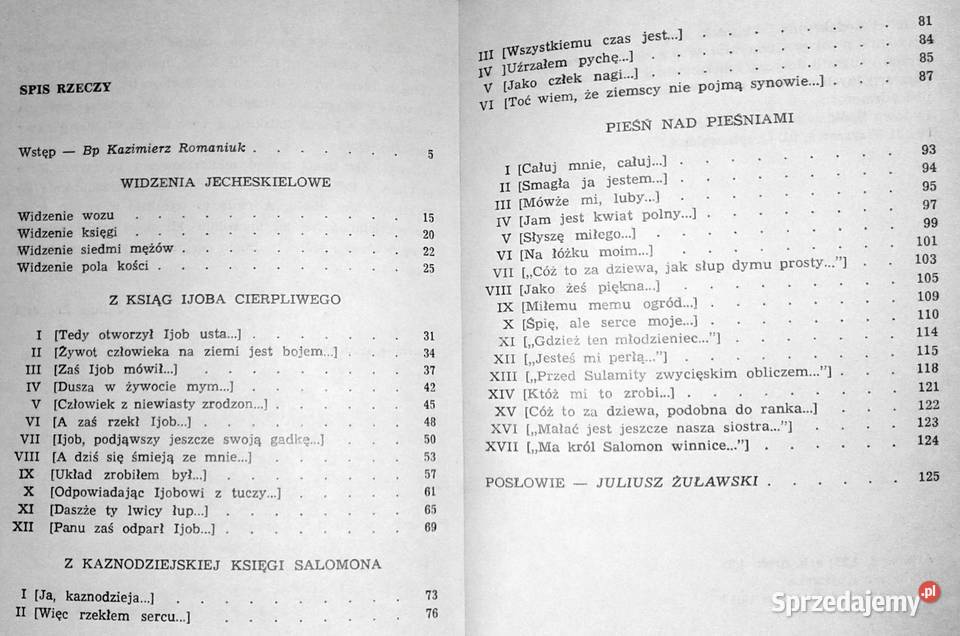 SPIS RZECZY
Wstęp — Bp Kazimierz Romaniuk . . . . . . . 5
WIDZENIA JECHESKIELOWE
Widzenie wozu . . . . . . . . . . . . 15
Widzenie księgi . . . . . . . . . . . . 20
Widzenie siedmi mężów . . . . . . . . . . 22
Widzenie pola kości . . . . . . . . . . . 25
Z KSIĄG IJOBA CIERPLIWEGO
I [Tedy otworzył Ijob usta...] . . . . . . . 31
II [Żywot człowieka na ziemi jest bojem...] . . . 34
III [Zaś Ijob mówił...] . . . . . . . . . 37
IV [Dusza w żywocie mym...] . . . . . . . 42
V [Człowiek z niewiasty zrodzon...] . . . . . . 45
VI [A zaś rzekł Ijob...] . . . . . . . . . 48
VII [Ijob, podjąwszy jeszcze swoją gadkę...] . . . . 50
VIII [A dziś się śmieją ze mnie...] . . . . . . 53
IX [Układ zrobiłem był...] . . . . . . . . 57
X [Odpowiadając Ijobowi z tuczy...] . . . . . 61
XI [Daszże ty lwicy łup...] . . . . . . . . 65
XII [Panu zaś odparł Ijob...] . . . . . . . . 69
Z KAZNODZIEJSKIEJ KSIĘGI SALOMONA
I [Ja, kaznodzieja...] . . . . . . . . . . 73
II [Więc rzekłem sercu...] . . . . . . . . 76
III [Wszystkiemu czas jest...] . . . . . . . . 81
IV ]Uźrzałem pychę...] . . . . . . . . . 84
V [Jako człek nagi...] . . . . . . . . . 85
VI [Toć wiem, że ziemscy nie pojmą synowie...] . . . 87
PIEŚŃ NAD PIEŚNIAMI
I [Całuj mnie, całuj...] . . . . . . . . . 93
II [Smagła ja jestem...] . . . . . . . . . 94
III [Mówże mi, luby...] . . . . . . . . . 95
IV [Jam jest kwiat polny...] . . . . . . . . 97
V [Słyszę miłego...] . . . . . . . . . . 99
VI [Na łóżku moim...] . . . . . . . . . 101
VII [„Cóż to za dziewa, jak słup dymu prosty...”] . . 103
VIII [Jako żeś piękna...] . . . . . . . . . 105
IX [Miłemu memu ogród...] . . . . . . . . 109
X [Śpię, ale serce moje...] . . . . . . . . 110
XI [„Gdzież ten młodzieniec...”] . . . . . . . 114
XII [„Jesteś mi perłą...”] . . . . . . . . . 115
XIII [„Przed Sulamity zwycięskim obliczem...”] . . . 118
XIV [Któż mi to zrobi...] . . . . . . . . . 121
XV [Cóż to za dziewa, podobna do ranka...] . . . . 122
XVI [„Małać jest jeszcze nasza siostra...”] . . . . 123
XVII [„Ma król Salomon winnice...”] . . . . . . 124
POSŁOWIE — JULIUSZ ŻUŁAWSKI . . . . . . 125
Sprzedajemy.pl